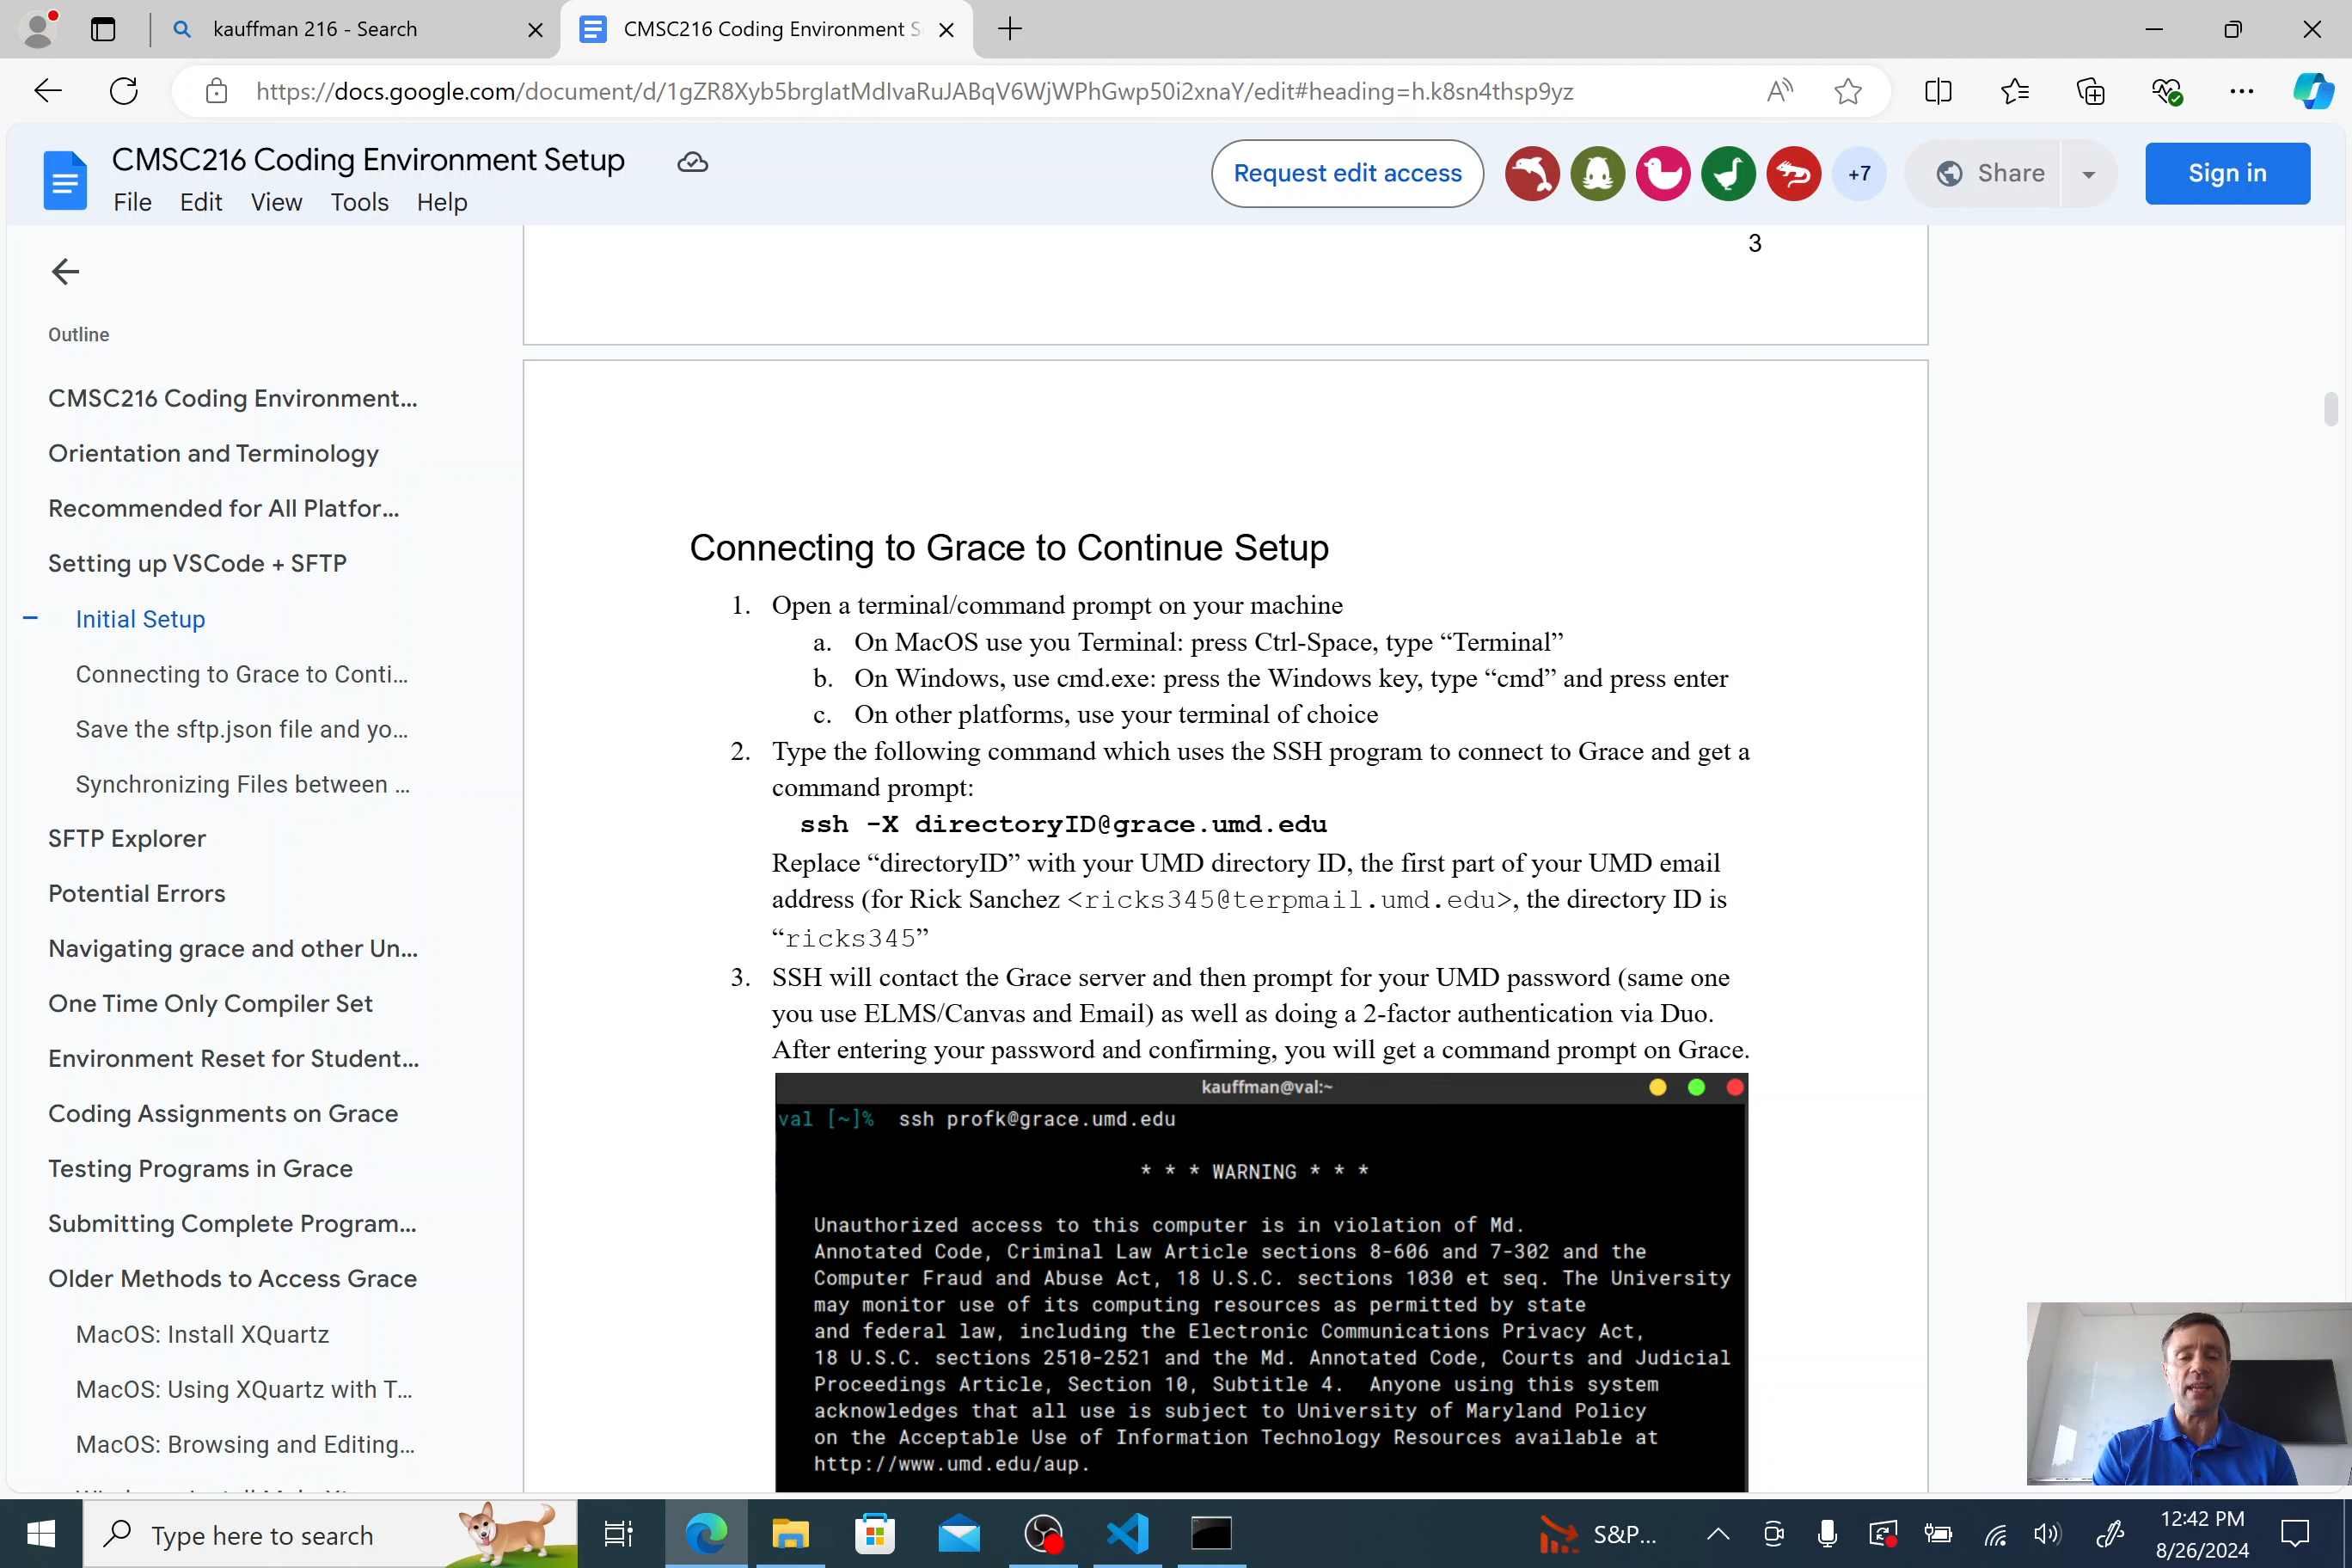 kauffman 216 - Search
CMSC216 Coding Environment S
https://docs.google.com/document/d/1gZR8Xyb5brglatMdlvaRuJABqV6WjWPhGwp50i2xnaY/edit#heading=h.k8sn4thsp9yz
CMSC216 Coding Environment Setup
File Edit View Tools Help
Request edit access
+7
Share
Sign in
Outline
CMSC216 Coding Environment...
Orientation and Terminology
Recommended for All Platfor...
Setting up VSCode + SFTP
Initial Setup
Connecting to Grace to Conti...
Save the sftp.json file and yo...
Synchronizing Files between ...
SFTP Explorer
Potential Errors
Navigating grace and other Un...
One Time Only Compiler Set
Environment Reset for Student...
Coding Assignments on Grace
Testing Programs in Grace
Submitting Complete Program...
Older Methods to Access Grace
MacOS: Install XQuartz
MacOS: Using XQuartz with T...
MacOS: Browsing and Editing...
3
Connecting to Grace to Continue Setup
1. Open a terminal/command prompt on your machine
a. On MacOS use you Terminal: press Ctrl-Space, type “Terminal”
b. On Windows, use cmd.exe: press the Windows key, type “cmd” and press enter
c. On other platforms, use your terminal of choice
2. Type the following command which uses the SSH program to connect to Grace and get a
command prompt:
ssh -X directoryID@grace.umd.edu
Replace “directoryID” with your UMD directory ID, the first part of your UMD email
address (for Rick Sanchez <ricks345@terpmail.umd.edu>, the directory ID is
“ricks345”
3. SSH will contact the Grace server and then prompt for your UMD password (same one
you use ELMS/Canvas and Email) as well as doing a 2-factor authentication via Duo.
After entering your password and confirming, you will get a command prompt on Grace.
kauffman@val:~
val [~]% ssh profk@grace.umd.edu
* * * WARNING * * *
Unauthorized access to this computer is in violation of Md.
Annotated Code, Criminal Law Article sections 8-606 and 7-302 and the
Computer Fraud and Abuse Act, 18 U.S.C. sections 1030 et seq. The University
may monitor use of its computing resources as permitted by state
and federal law, including the Electronic Communications Privacy Act,
18 U.S.C. sections 2510-2521 and the Md. Annotated Code, Courts and Judicial
Proceedings Article, Section 10, Subtitle 4. Anyone using this system
acknowledges that all use is subject to University of Maryland Policy
on the Acceptable Use of Information Technology Resources available at
http://www.umd.edu/aup.
Type here to search
S&P...
12:42 PM
8/26/2024